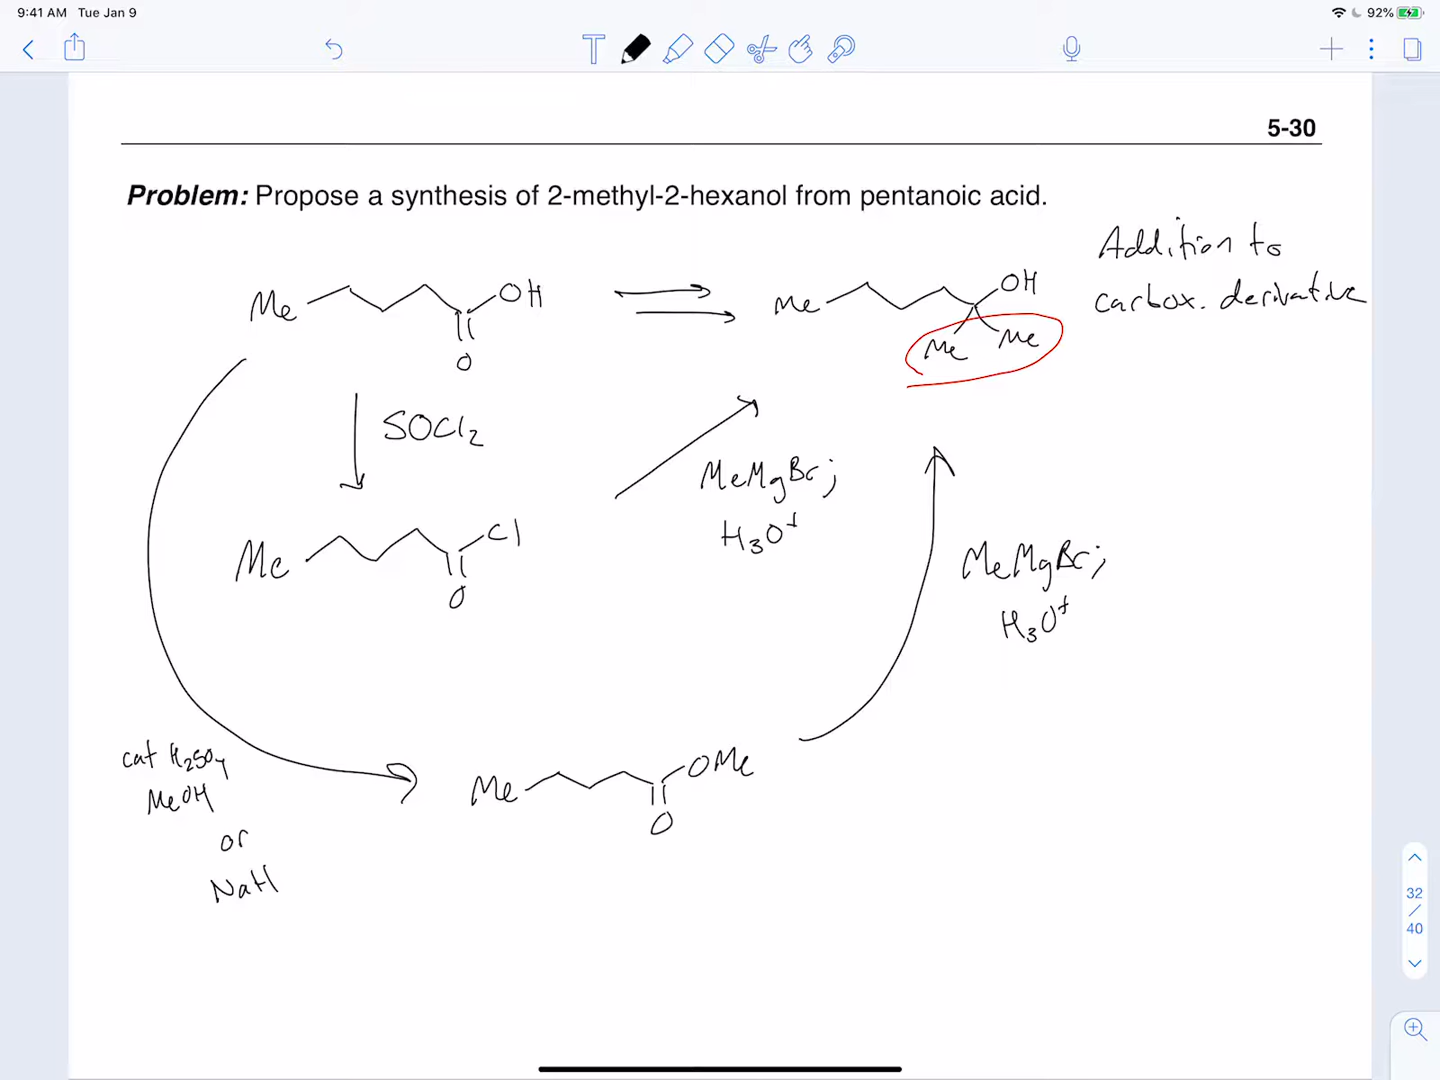 9:41 AM Tue Jan 9
92%
T
5-30
Problem: Propose a synthesis of 2-methyl-2-hexanol from pentanoic acid.
Addition to
carbox. derivative
Me OH O
Me OH Me Me
SOCl2
MeMgBr;
H3O+
Me Cl O
MeMgBr;
H3O+
cat H2SO4
MeOH
or
NaH
Me OMe O
32
/
40